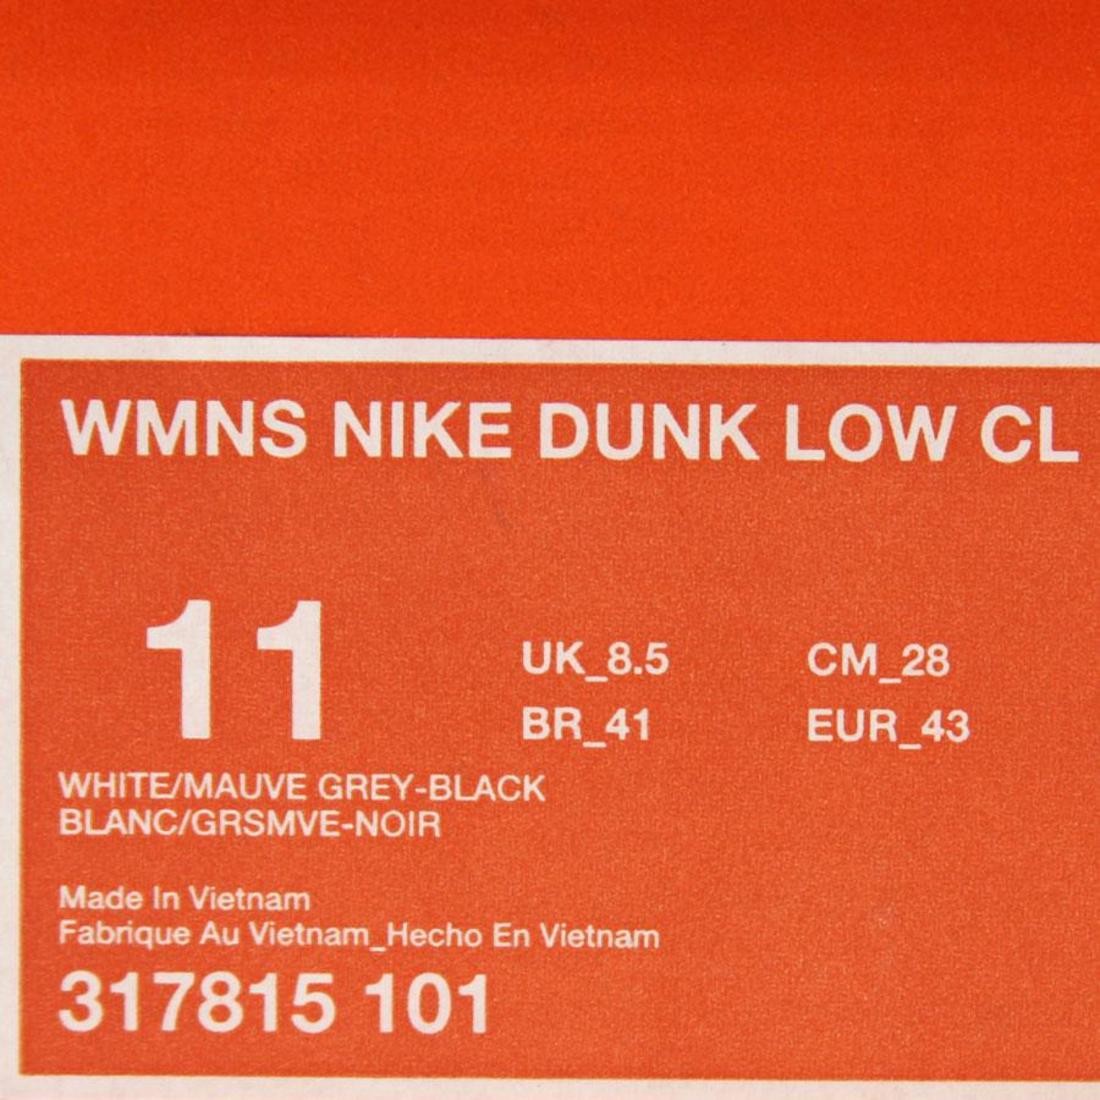 WMNS NIKE DUNK LOW CL
11
UK_8.5 CM_28
BR_41 EUR_43
WHITE/MAUVE GREY-BLACK
BLANC/GRSMVE-NOIR
Made In Vietnam
Fabrique Au Vietnam_Hecho En Vietnam
317815 101